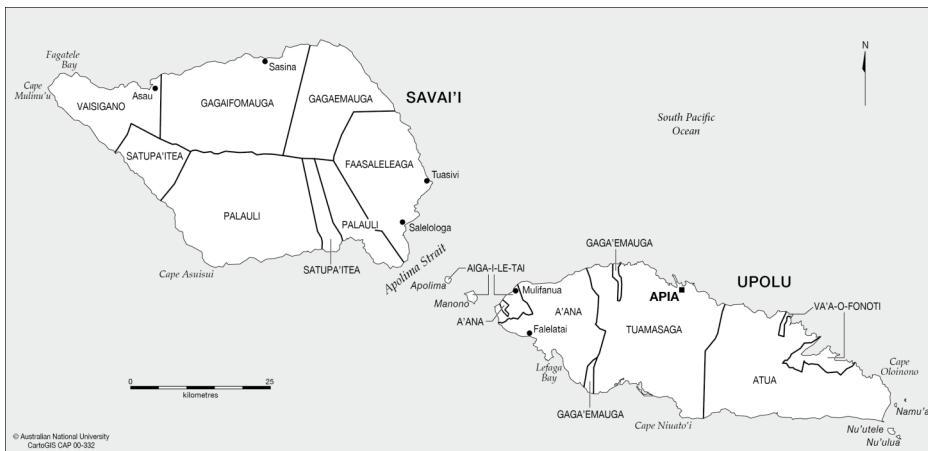 Fagatele
Bay
Cape
Mulinu'u
VAISIGANO
Asau
Sasina
GAGAIFOMAUGA
GAGAEMAUGA
SAVAI'I
SATUPA'ITEA
FAASALELEAGA
Tuasivi
PALAULI
PALAULI
Salelologa
SATUPA'ITEA
Cape Asuisui
Apolima Strait
N
South Pacific
Ocean
AIGA-I-LE-TAI
Apolima
Manono
Mulifanua
A'ANA
A'ANA
Falelatai
Lefaga
Bay
GAGA'EMAUGA
GAGA'EMAUGA
APIA
TUAMASAGA
UPOLU
VA'A-O-FONOTI
ATUA
Cape
Oloinono
Namu'a
Nu'utele
Nu'ulua
Cape Niuato'i
0 25
kilometres
© Australian National University
CartoGIS CAP 00-332